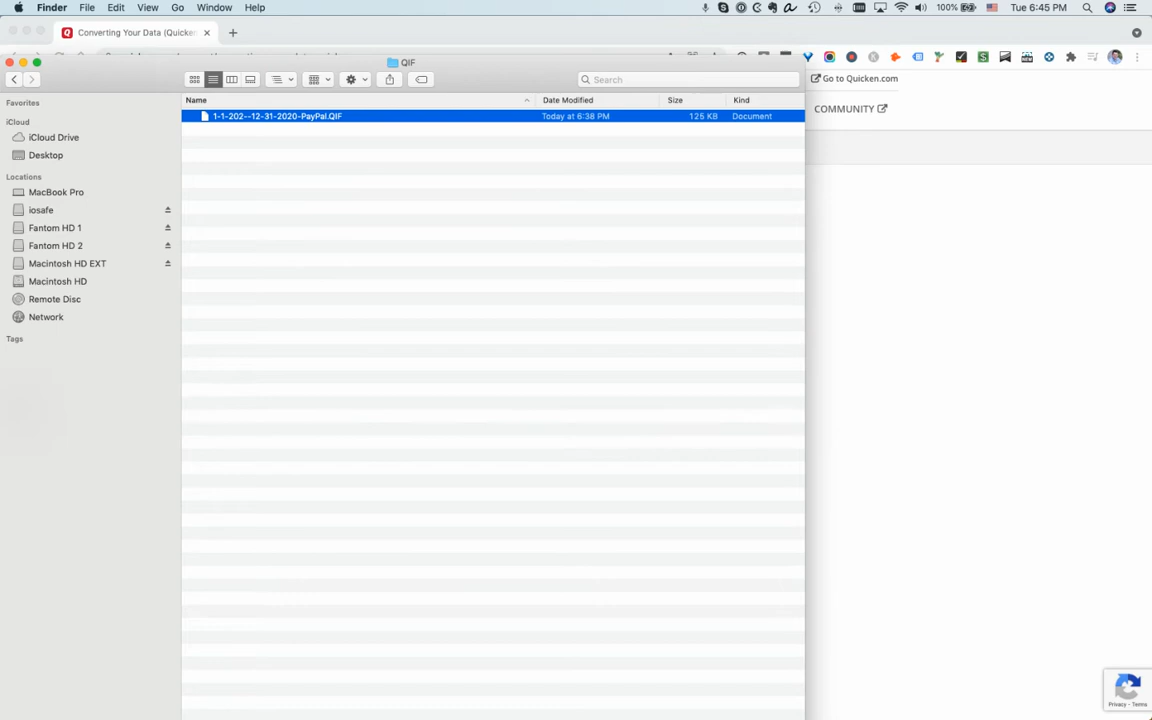 Finder File Edit View Go Window Help 100% Tue 6:45 PM
Converting Your Data (Quicken
QIF
Search
Go to Quicken.com
COMMUNITY
Favorites
iCloud
iCloud Drive
Desktop
Locations
MacBook Pro
iosafe
Fantom HD 1
Fantom HD 2
Macintosh HD EXT
Macintosh HD
Remote Disc
Network
Tags
Name Date Modified Size Kind
1-1-202--12-31-2020-PayPal.QIF Today at 6:38 PM 125 KB Document
Privacy - Terms